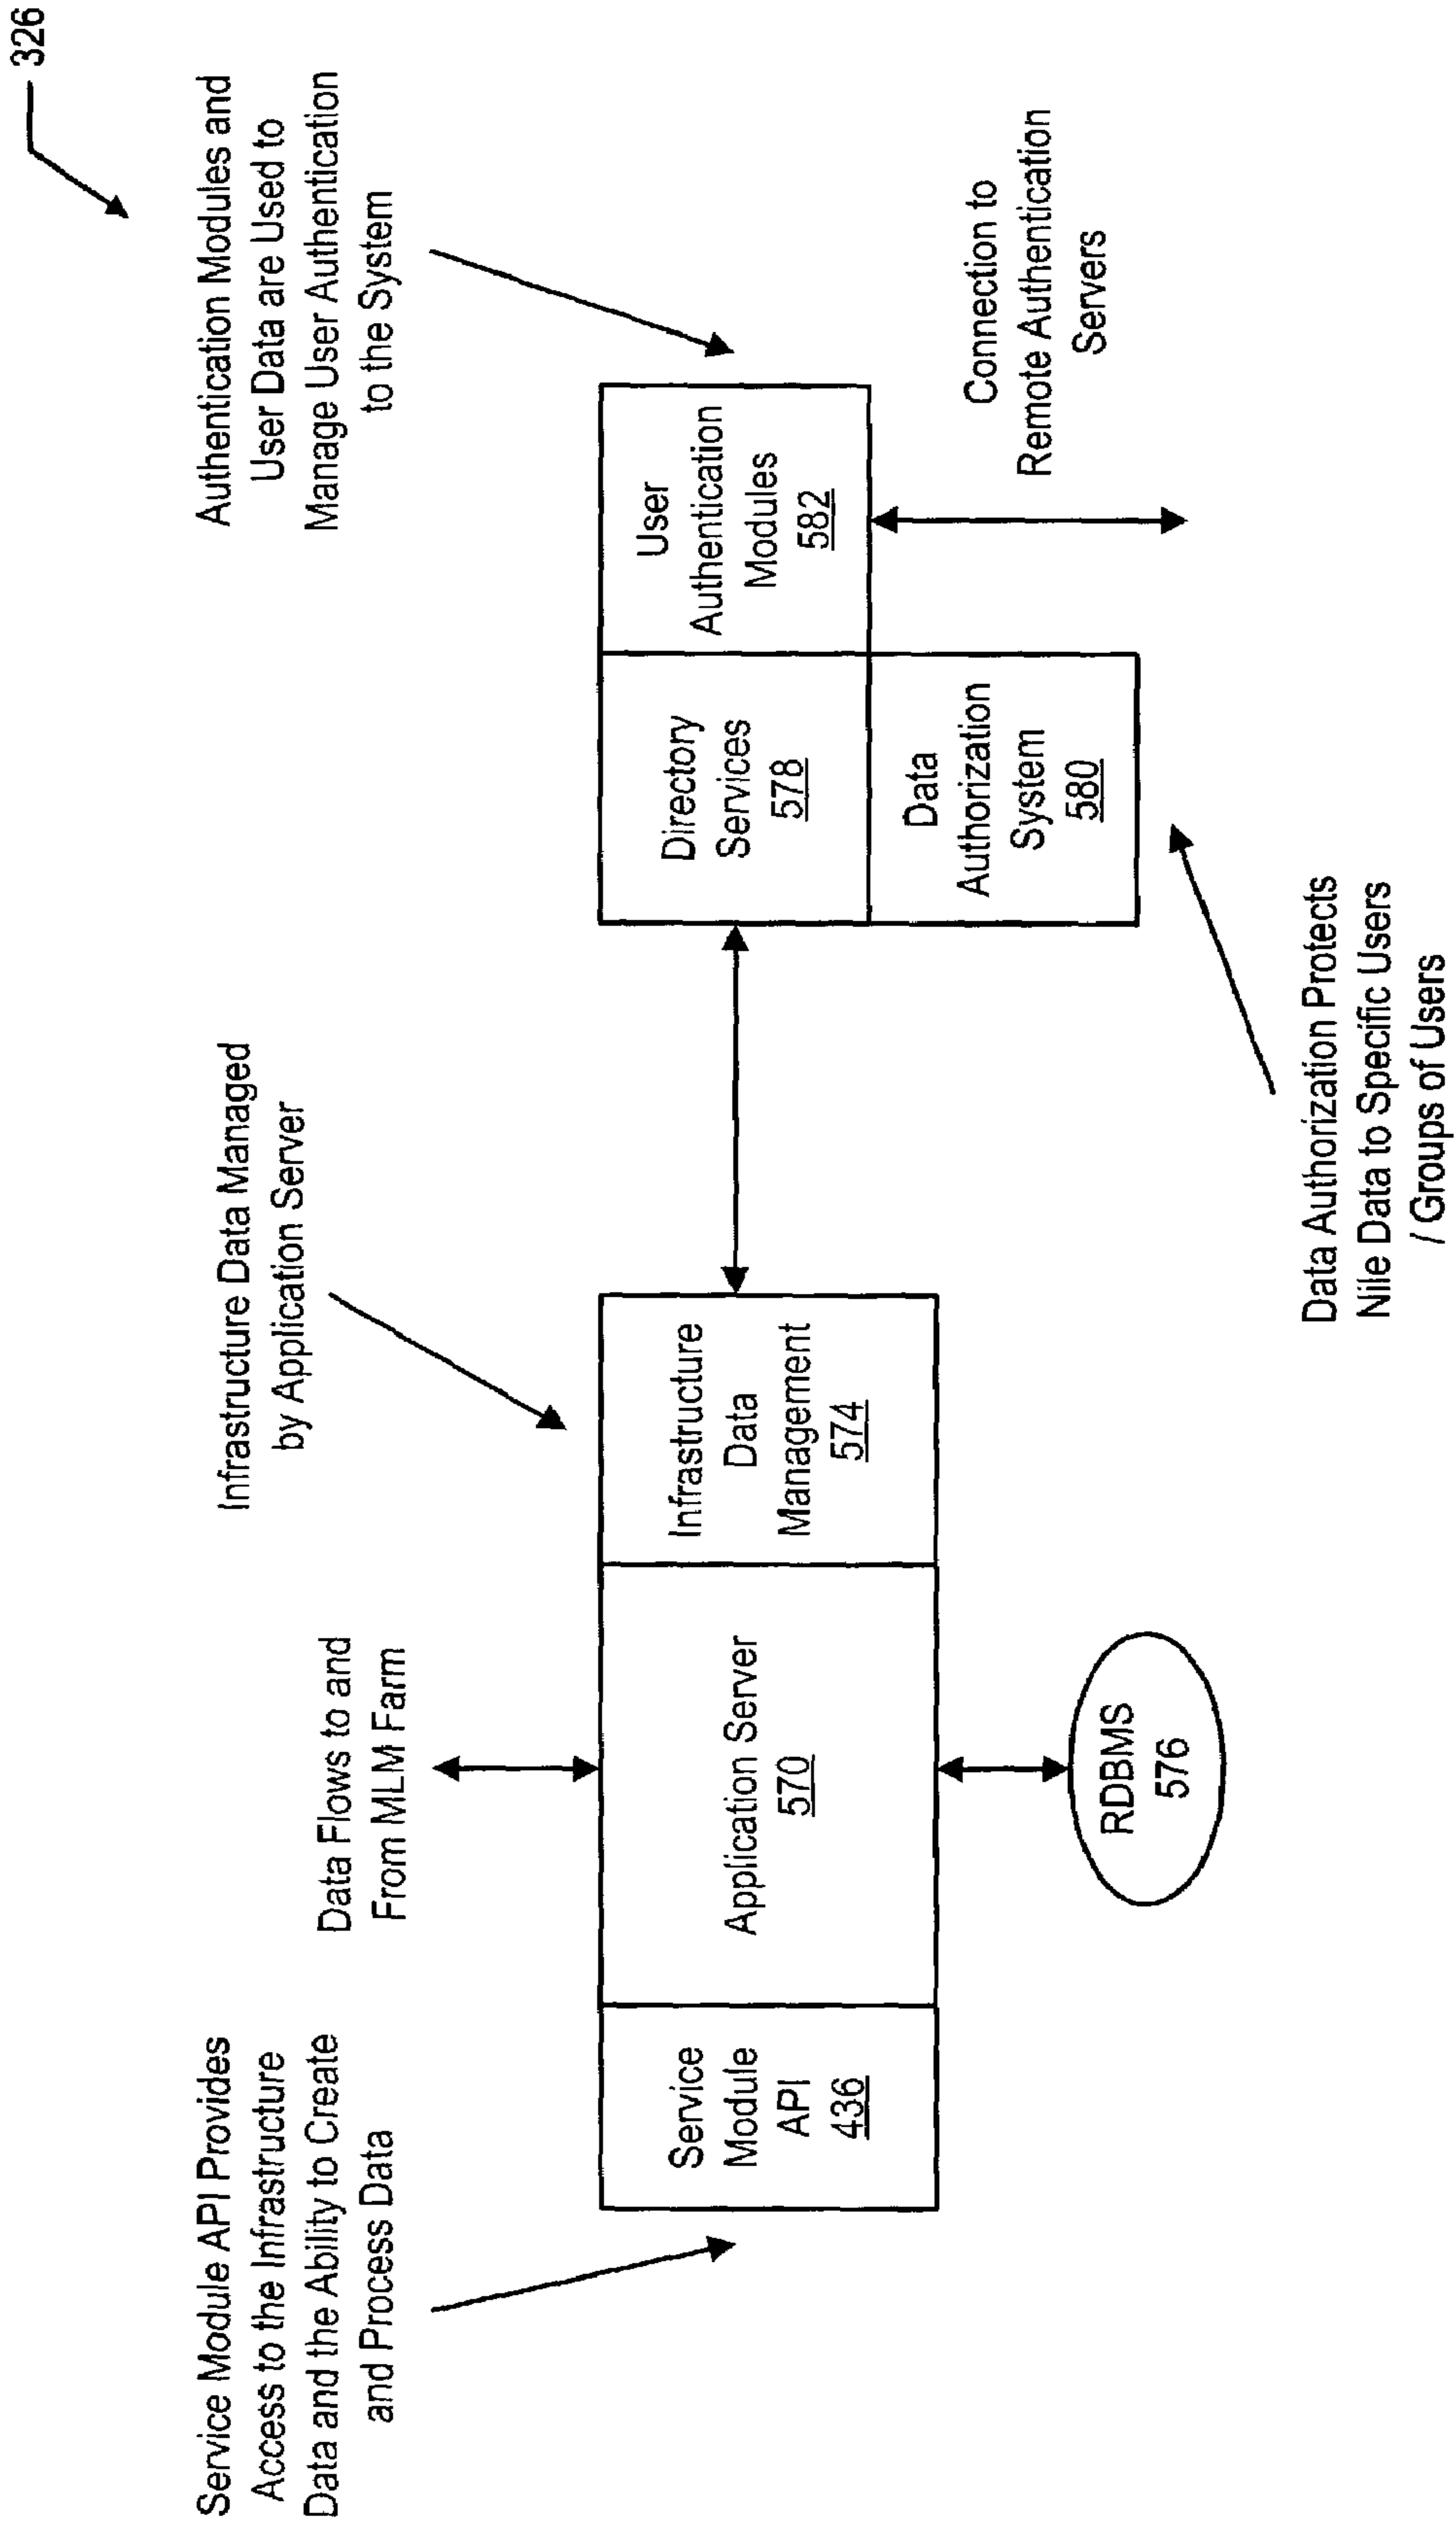 326
Service Module API Provides
Access to the Infrastructure
Data and the Ability to Create
and Process Data
Data Flows to and
From MLM Farm
Infrastructure Data Managed
by Application Server
Authentication Modules and
User Data are Used to
Manage User Authentication
to the System
Service
Module
API
436
Application Server
570
Infrastructure
Data
Management
574
Directory
Services
578
User
Authentication
Modules
582
Data
Authorization
System
580
Connection to
Remote Authentication
Servers
RDBMS
576
Data Authorization Protects
Nile Data to Specific Users
/ Groups of Users